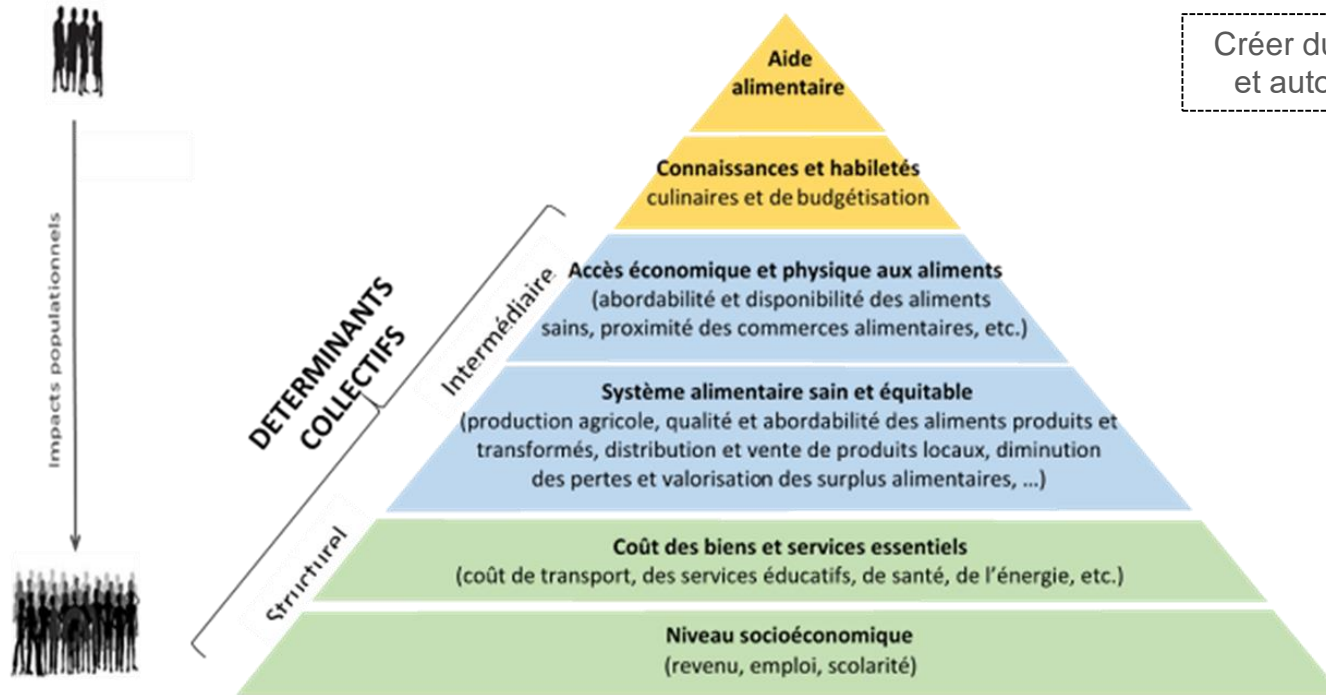 Créer du
et auto
Aide
alimentaire
Connaissances et habiletés
culinaires et de budgétisation
Accès économique et physique aux aliments
(abordabilité et disponibilité des aliments
sains, proximité des commerces alimentaires, etc.)
Système alimentaire sain et équitable
(production agricole, qualité et abordabilité des aliments produits et
transformés, distribution et vente de produits locaux, diminution
des pertes et valorisation des surplus alimentaires, ...)
Coût des biens et services essentiels
(coût de transport, des services éducatifs, de santé, de l'énergie, etc.)
Niveau socioéconomique
(revenu, emploi, scolarité)
Impacts populationnels
DETERMINANTS
COLLECTIFS
Intermédiaire
Structurel